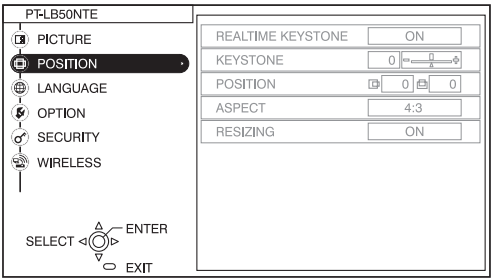 PT-LB50NTE
PICTURE
POSITION
LANGUAGE
OPTION
SECURITY
WIRELESS
REALTIME KEYSTONE ON
KEYSTONE 0 - +
POSITION 0 0
ASPECT 4:3
RESIZING ON
SELECT ENTER
EXIT